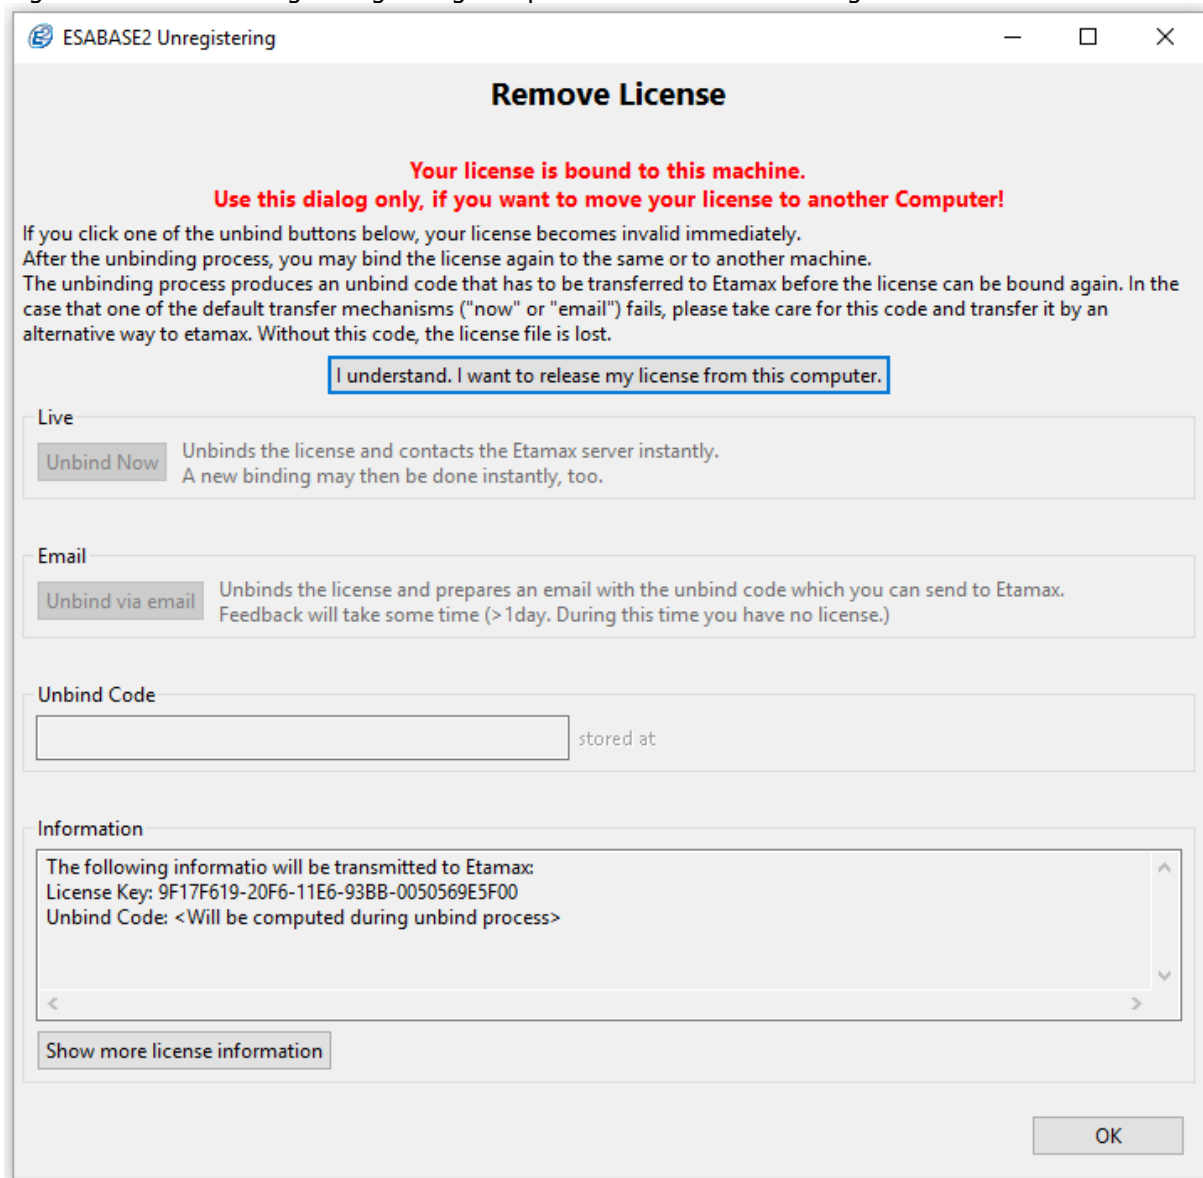 ESABASE2 Unregistering
Remove License
Your license is bound to this machine.
Use this dialog only, if you want to move your license to another Computer!
If you click one of the unbind buttons below, your license becomes invalid immediately.
After the unbinding process, you may bind the license again to the same or to another machine.
The unbinding process produces an unbind code that has to be transferred to Etamax before the license can be bound again. In the
case that one of the default transfer mechanisms ("now" or "email") fails, please take care for this code and transfer it by an
alternative way to etamax. Without this code, the license file is lost.
I understand. I want to release my license from this computer.
Live
Unbind Now
Unbinds the license and contacts the Etamax server instantly.
A new binding may then be done instantly, too.
Email
Unbind via email
Unbinds the license and prepares an email with the unbind code which you can send to Etamax.
Feedback will take some time (>1day. During this time you have no license.)
Unbind Code
stored at
Information
The following informatio will be transmitted to Etamax:
License Key: 9F17F619-20F6-11E6-93BB-0050569E5F00
Unbind Code: <Will be computed during unbind process>
Show more license information
OK